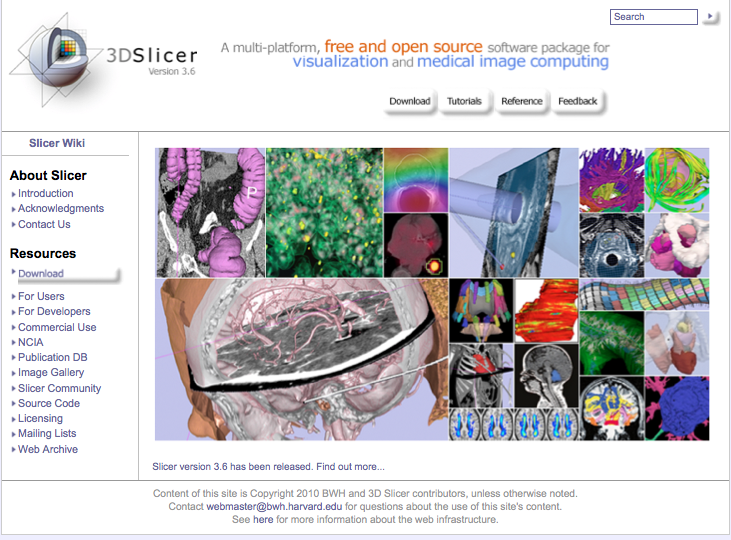 Search
3DSlicer
Version 3.6
A multi-platform, free and open source software package for
visualization and medical image computing
Download Tutorials Reference Feedback
Slicer Wiki
About Slicer
Introduction
Acknowledgments
Contact Us
Resources
Download
For Users
For Developers
Commercial Use
NCIA
Publication DB
Image Gallery
Slicer Community
Source Code
Licensing
Mailing Lists
Web Archive
P
Slicer version 3.6 has been released. Find out more...
Content of this site is Copyright 2010 BWH and 3D Slicer contributors, unless otherwise noted.
Contact webmaster@bwh.harvard.edu for questions about the use of this site's content.
See here for more information about the web infrastructure.